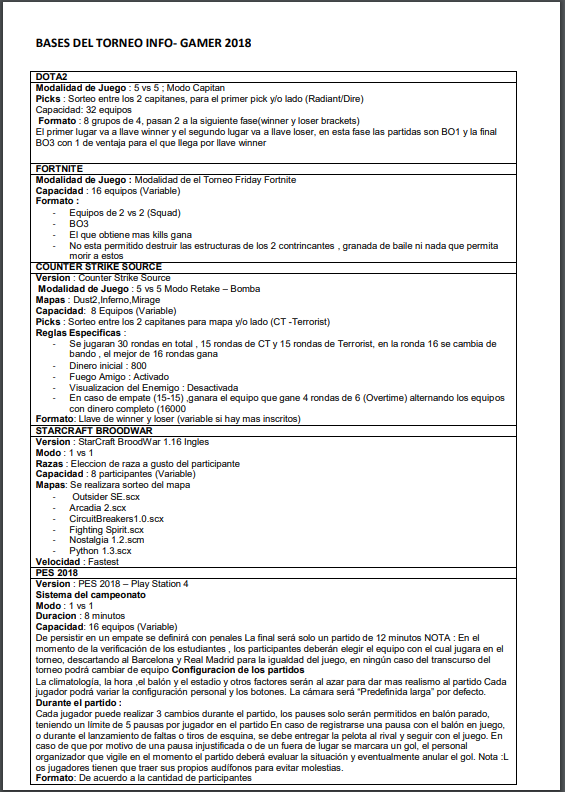 BASES DEL TORNEO INFO- GAMER 2018
DOTA2
Modalidad de Juego : 5 vs 5 ; Modo Capitan
Picks : Sorteo entre los 2 capitanes, para el primer pick y/o lado (Radiant/Dire)
Capacidad: 32 equipos
Formato : 8 grupos de 4, pasan 2 a la siguiente fase(winner y loser brackets)
El primer lugar va a llave winner y el segundo lugar va a llave loser, en esta fase las partidas son BO1 y la final
BO3 con 1 de ventaja para el que llega por llave winner
FORTNITE
Modalidad de Juego : Modalidad de el Torneo Friday Fortnite
Capacidad : 16 equipos (Variable)
Formato :
- Equipos de 2 vs 2 (Squad)
- BO3
- El que obtiene mas kills gana
- No esta permitido destruir las estructuras de los 2 contrincantes , granada de baile ni nada que permita
morir a estos
COUNTER STRIKE SOURCE
Version : Counter Strike Source
Modalidad de Juego : 5 vs 5 Modo Retake – Bomba
Mapas : Dust2,Inferno,Mirage
Capacidad: 8 Equipos (Variable)
Picks : Sorteo entre los 2 capitanes para mapa y/o lado (CT -Terrorist)
Reglas Especificas :
- Se jugaran 30 rondas en total , 15 rondas de CT y 15 rondas de Terrorist, en la ronda 16 se cambia de
bando , el mejor de 16 rondas gana
- Dinero inicial : 800
- Fuego Amigo : Activado
- Visualizacion del Enemigo : Desactivada
- En caso de empate (15-15) ,ganara el equipo que gane 4 rondas de 6 (Overtime) alternando los equipos
con dinero completo (16000
Formato: Llave de winner y loser (variable si hay mas inscritos)
STARCRAFT BROODWAR
Version : StarCraft BroodWar 1.16 Ingles
Modo : 1 vs 1
Razas : Eleccion de raza a gusto del participante
Capacidad : 8 participantes (Variable)
Mapas: Se realizara sorteo del mapa
- Outsider SE.scx
- Arcadia 2.scx
- CircuitBreakers1.0.scx
- Fighting Spirit.scx
- Nostalgia 1.2.scm
- Python 1.3.scx
Velocidad : Fastest
PES 2018
Version : PES 2018 – Play Station 4
Sistema del campeonato
Modo : 1 vs 1
Duracion : 8 minutos
Capacidad: 16 equipos (Variable)
De persistir en un empate se definirá con penales La final será solo un partido de 12 minutos NOTA : En el
momento de la verificación de los estudiantes , los participantes deberán elegir el equipo con el cual jugara en el
torneo, descartando al Barcelona y Real Madrid para la igualdad del juego, en ningún caso del transcurso del
torneo podrá cambiar de equipo Configuracion de los partidos
La climatología, la hora ,el balón y el estadio y otros factores serán al azar para dar mas realismo al partido Cada
jugador podrá variar la configuración personal y los botones. La cámara será “Predefinida larga” por defecto.
Durante el partido :
Cada jugador puede realizar 3 cambios durante el partido, los pauses solo serán permitidos en balón parado,
teniendo un límite de 5 pausas por jugador en el partido En caso de registrarse una pausa con el balón en juego,
o durante el lanzamiento de faltas o tiros de esquina, se debe entregar la pelota al rival y seguir con el juego. En
caso de que por motivo de una pausa injustificada o de un fuera de lugar se marcara un gol, el personal
organizador que vigile en el momento el partido deberá evaluar la situación y eventualmente anular el gol. Nota :L
os jugadores tienen que traer sus propios audífonos para evitar molestias.
Formato: De acuerdo a la cantidad de participantes